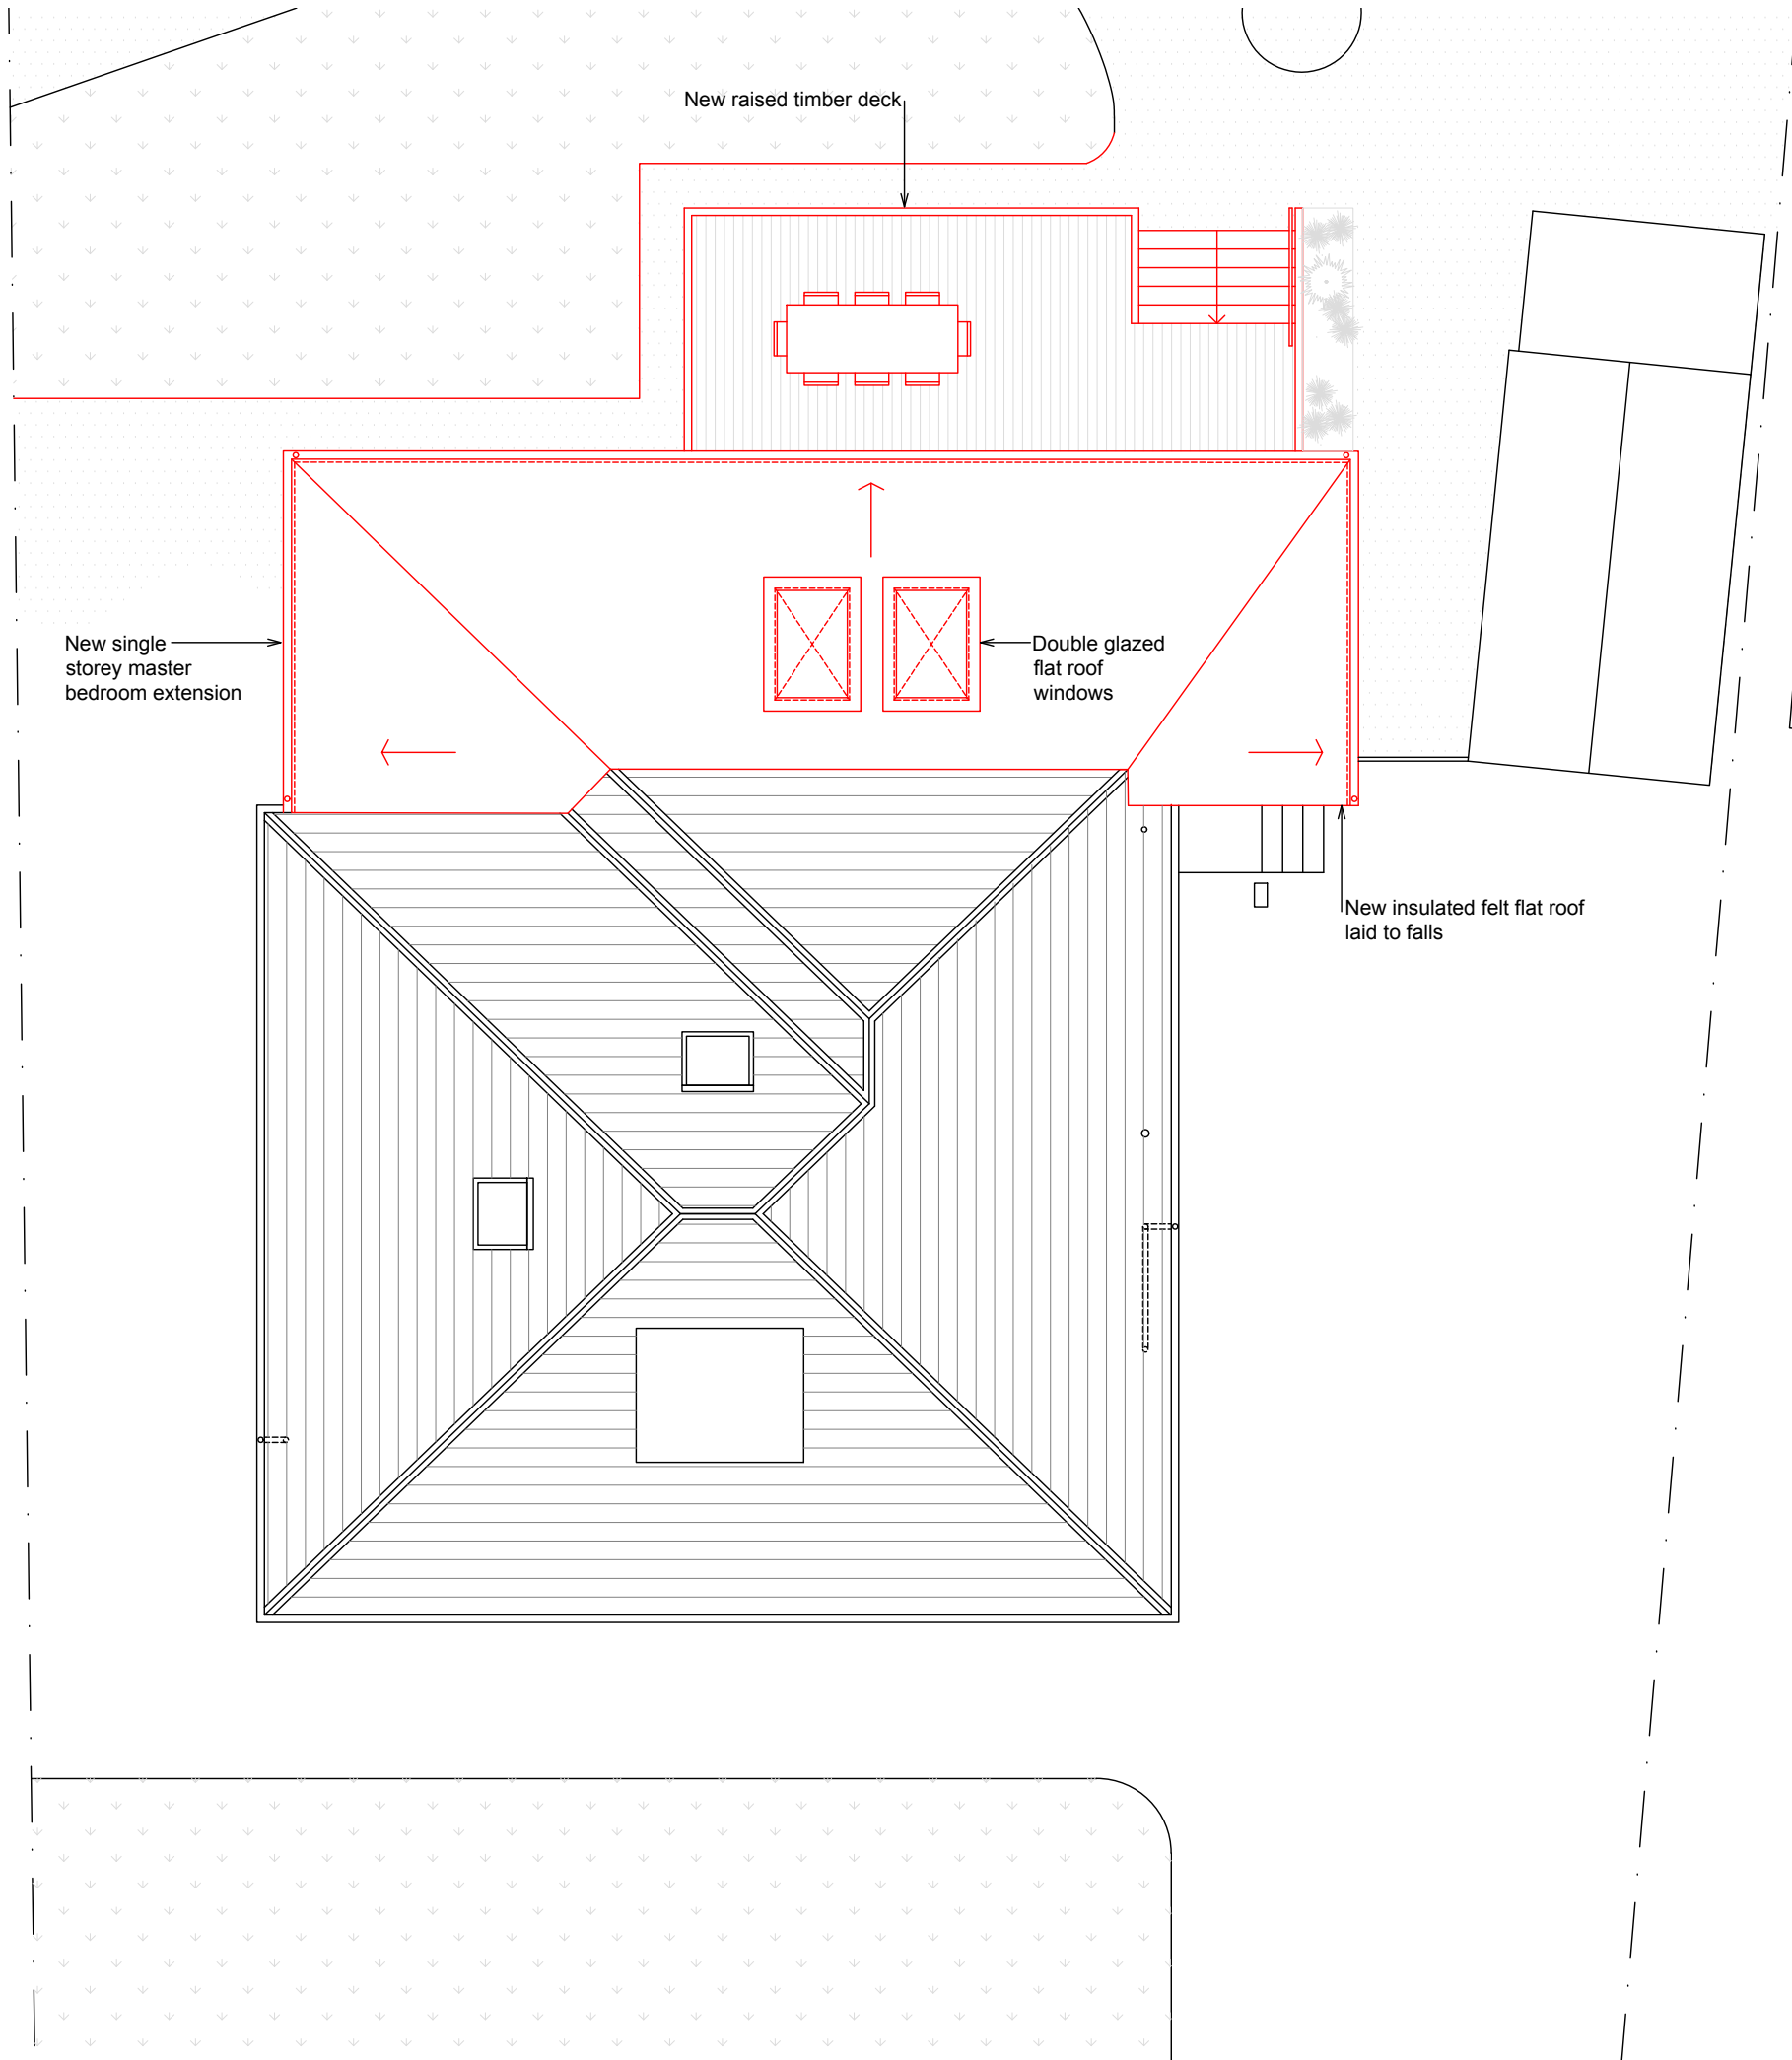 New raised timber deck
New single
storey master
bedroom extension
Double glazed
flat roof
windows
New insulated felt flat roof
laid to falls